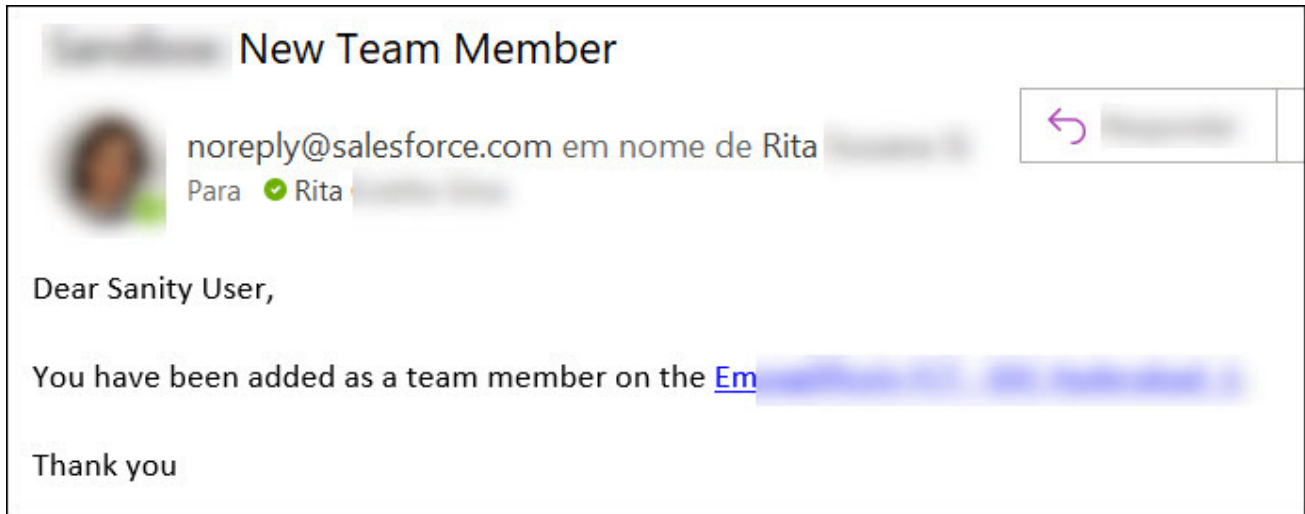 New Team Member
noreply@salesforce.com em nome de Rita
Para Rita
Dear Sanity User,
You have been added as a team member on the Em
Thank you